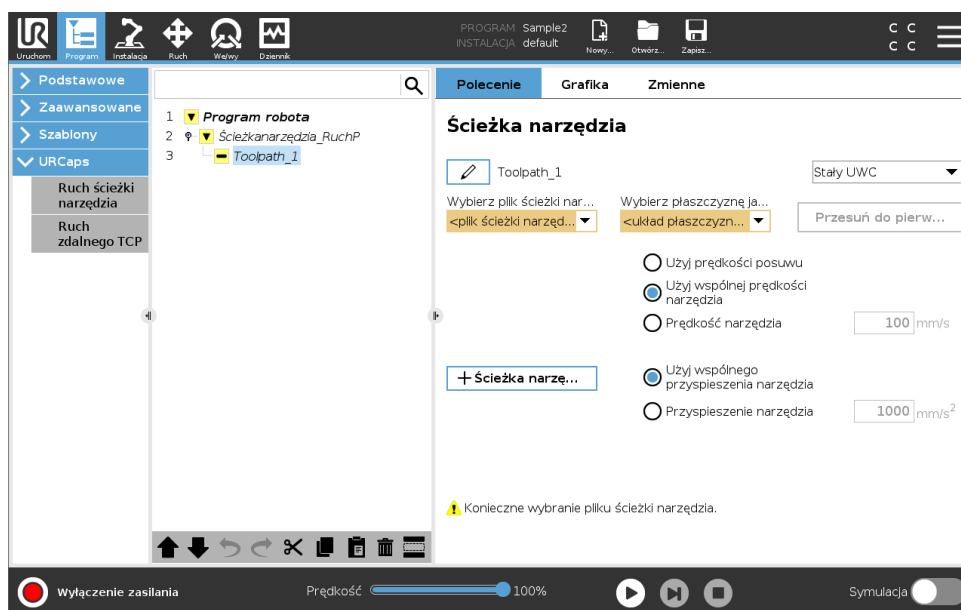 UR
PROGRAM Sample2
INSTALACJA default
Uruchom Program Instalacja Ruch We/wy Dziennik Nowy... Otwórz... Zapisz...
C C
C C
Podstawowe
Zaawansowane
Szablony
URCaps
Ruch ścieżki
narzędzia
Ruch
zdalnego TCP
1 Program robota
2 Ścieżkanarzędzia_RuchP
3 Toolpath_1
Polecenie Grafika Zmienne
Ścieżka narzędzia
Toolpath_1 Stały UWC
Wybierz plik ścieżki nar... Wybierz płaszczyznę ja...
<plik ścieżki narzęd... <układ płaszczyzn... Przesuń do pierw...
Użyj prędkości posuwu
Użyj wspólnej prędkości
narzędzia
Prędkość narzędzia 100 mm/s
+ Ścieżka narzę... Użyj wspólnego
przyspieszenia narzędzia
Przyspieszenie narzędzia 1000 mm/s²
Konieczne wybranie pliku ścieżki narzędzia.
Wyłączenie zasilania Prędkość 100% Symulacja